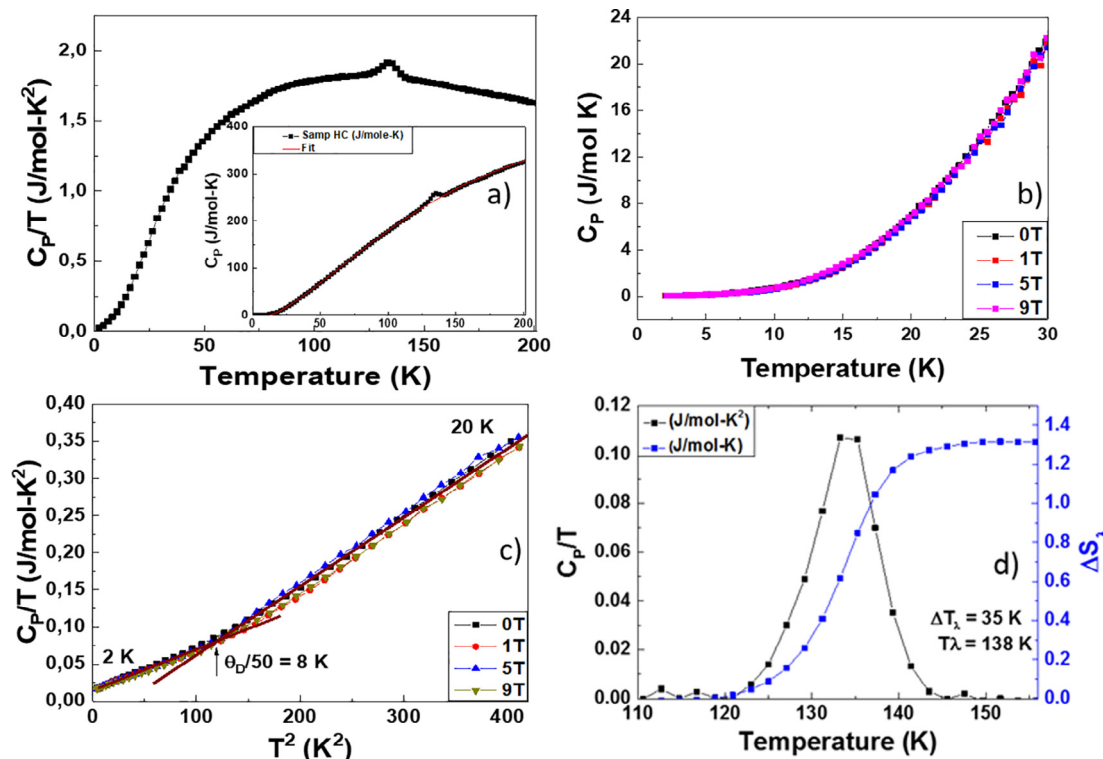 2,0
1,5
1,0
0,5
0,0
C_P/T (J/mol-K²)
0 50 100 150 200
Temperature (K)
a)
400
300
200
100
0
C_P (J/mol-K)
0 50 100 150 200
Samp HC (J/mole-K)
Fit
24
20
16
12
8
4
0
C_P (J/mol K)
0 5 10 15 20 25 30
Temperature (K)
b)
0T
1T
5T
9T
0,40
0,35
0,30
0,25
0,20
0,15
0,10
0,05
0,00
C_P/T (J/mol-K²)
0 100 200 300 400
T² (K²)
20 K
c)
2 K
θ_D/50 = 8 K
0T
1T
5T
9T
0.12
0.10
0.08
0.06
0.04
0.02
0.00
C_P/T
(J/mol-K²)
(J/mol-K)
d)
ΔT_λ = 35 K
Tλ = 138 K
110 120 130 140 150
Temperature (K)
1.4
1.2
1.0
0.8
0.6
0.4
0.2
0.0